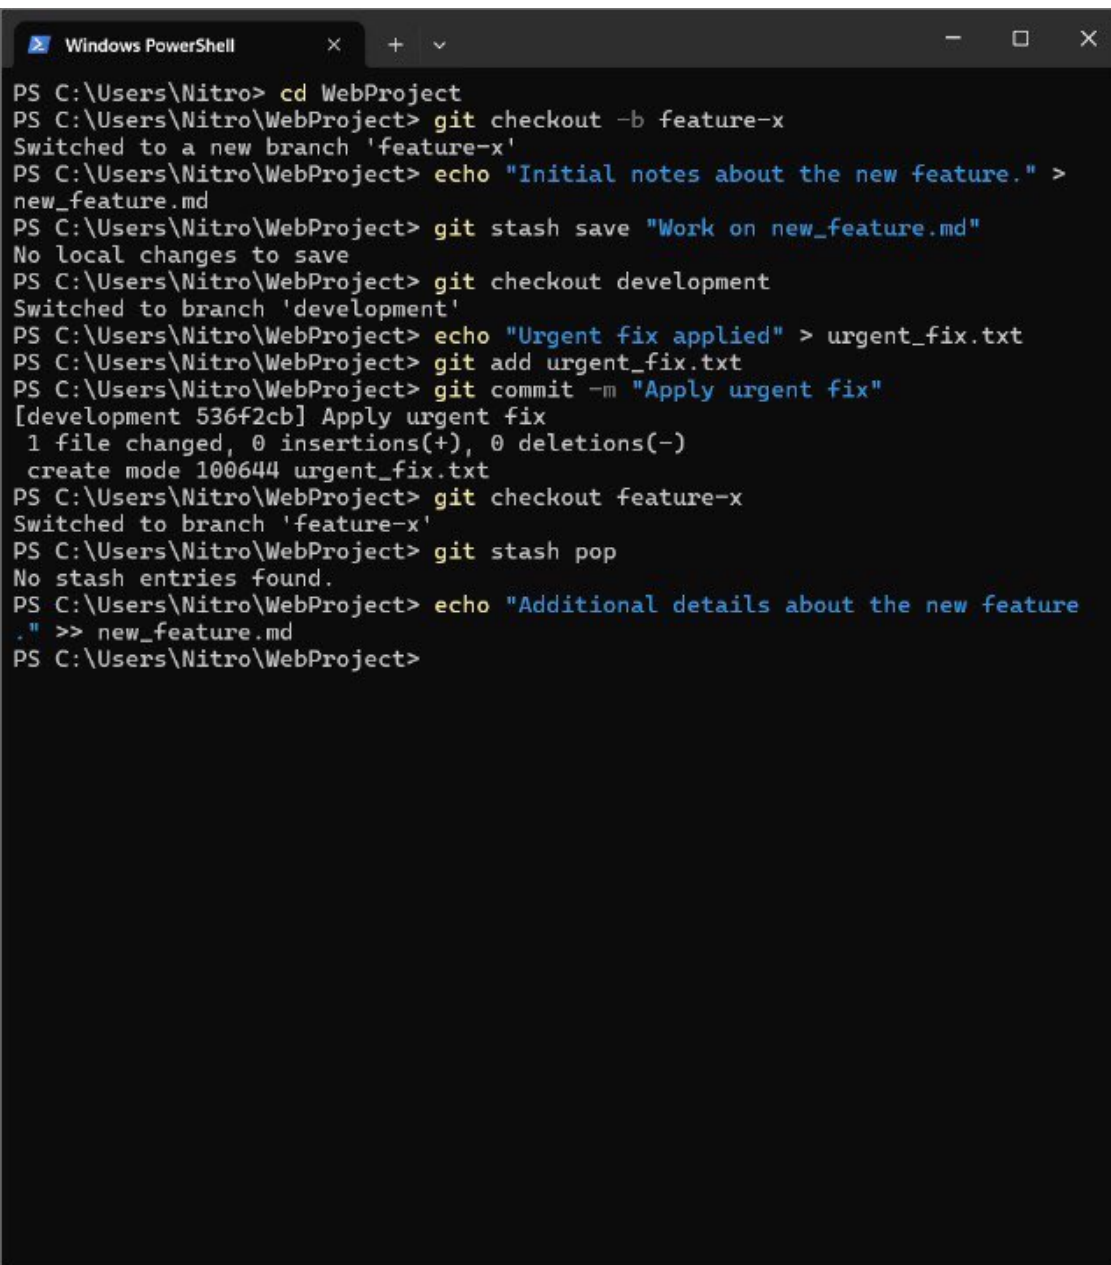 Windows PowerShell
PS C:\Users\Nitro> cd WebProject
PS C:\Users\Nitro\WebProject> git checkout -b feature-x
Switched to a new branch 'feature-x'
PS C:\Users\Nitro\WebProject> echo "Initial notes about the new feature." >
new_feature.md
PS C:\Users\Nitro\WebProject> git stash save "Work on new_feature.md"
No local changes to save
PS C:\Users\Nitro\WebProject> git checkout development
Switched to branch 'development'
PS C:\Users\Nitro\WebProject> echo "Urgent fix applied" > urgent_fix.txt
PS C:\Users\Nitro\WebProject> git add urgent_fix.txt
PS C:\Users\Nitro\WebProject> git commit -m "Apply urgent fix"
[development 536f2cb] Apply urgent fix
 1 file changed, 0 insertions(+), 0 deletions(-)
 create mode 100644 urgent_fix.txt
PS C:\Users\Nitro\WebProject> git checkout feature-x
Switched to branch 'feature-x'
PS C:\Users\Nitro\WebProject> git stash pop
No stash entries found.
PS C:\Users\Nitro\WebProject> echo "Additional details about the new feature
." >> new_feature.md
PS C:\Users\Nitro\WebProject>